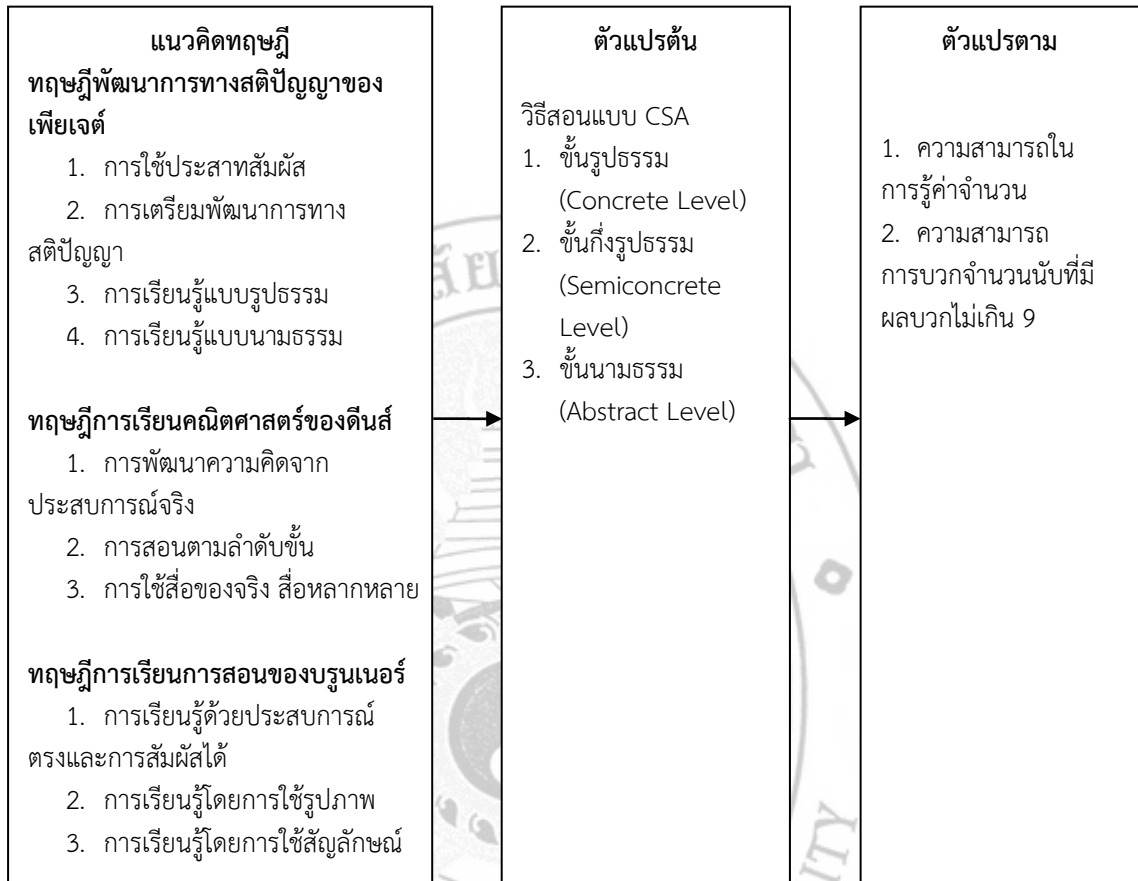 แนวคิดทฤษฎี
ทฤษฎีพัฒนาการทางสติปัญญาของ
เพียเจต์
1. การใช้ประสาทสัมผัส
2. การเตรียมพัฒนาการทาง
สติปัญญา
3. การเรียนรู้แบบรูปธรรม
4. การเรียนรู้แบบนามธรรม
ทฤษฎีการเรียนคณิตศาสตร์ของดีนส์
1. การพัฒนาความคิดจาก
ประสบการณ์จริง
2. การสอนตามลำดับขั้น
3. การใช้สื่อของจริง สื่อหลากหลาย
ทฤษฎีการเรียนการสอนของบรูนเนอร์
1. การเรียนรู้ด้วยประสบการณ์
ตรงและการสัมผัสได้
2. การเรียนรู้โดยการใช้รูปภาพ
3. การเรียนรู้โดยการใช้สัญลักษณ์
ตัวแปรต้น
วิธีสอนแบบ CSA
1. ขั้นรูปธรรม
(Concrete Level)
2. ขั้นกึ่งรูปธรรม
(Semiconcrete
Level)
3. ขั้นนามธรรม
(Abstract Level)
ตัวแปรตาม
1. ความสามารถใน
การรู้ค่าจำนวน
2. ความสามารถ
การบวกจำนวนนับที่มี
ผลบวกไม่เกิน 9
ITY